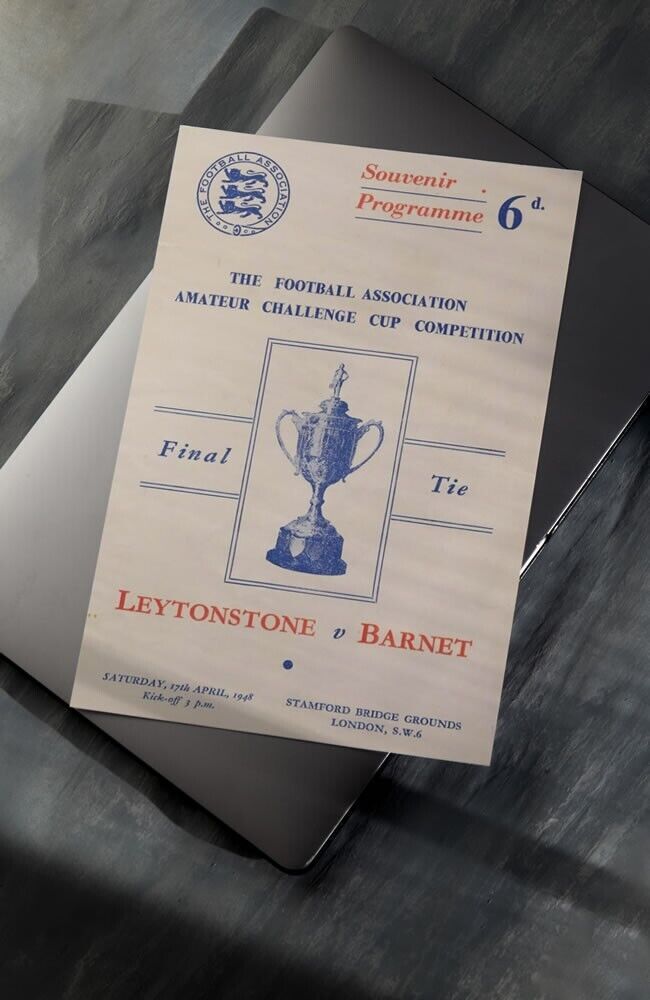 THE FOOTBALL ASSOCIATION
Souvenir
Programme
6d.
THE FOOTBALL ASSOCIATION
AMATEUR CHALLENGE CUP COMPETITION
Final
Tie
LEYTONSTONE v BARNET
SATURDAY, 17th APRIL, 1948
Kick-off 3 p.m.
STAMFORD BRIDGE GROUNDS
LONDON, S.W.6